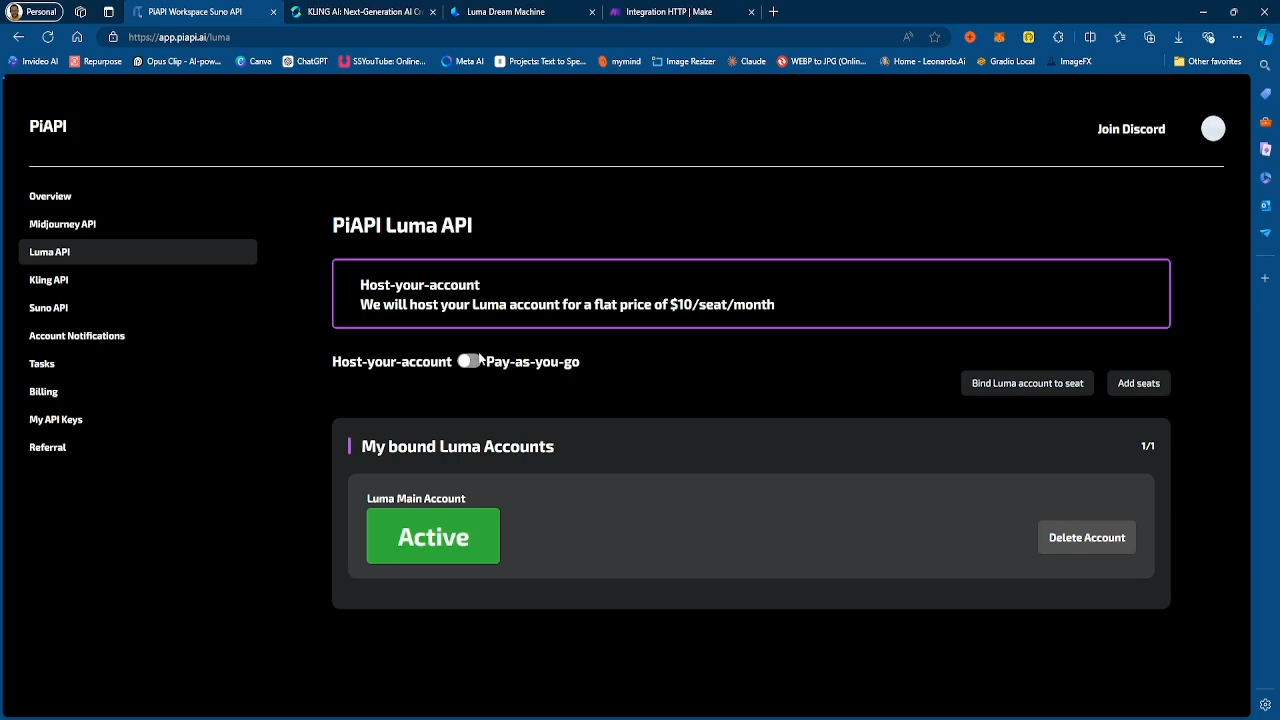 Personal
PiAPI Workspace Suno API
KLING AI: Next-Generation AI Cr
Luma Dream Machine
Integration HTTP | Make
https://app.piapi.ai/luma
Invideo AI
Repurpose
Opus Clip - AI-pow...
Canva
ChatGPT
SSYouTube: Online...
Meta AI
Projects: Text to Spe...
mymind
Image Resizer
Claude
WEBP to JPG (Onlin...
Home - Leonardo.Ai
Gradio Local
ImageFX
Other favorites
PiAPI
Join Discord
Overview
Midjourney API
Luma API
Kling API
Suno API
Account Notifications
Tasks
Billing
My API Keys
Referral
PiAPI Luma API
Host-your-account
We will host your Luma account for a flat price of $10/seat/month
Host-your-account
Pay-as-you-go
Bind Luma account to seat
Add seats
My bound Luma Accounts
1/1
Luma Main Account
Active
Delete Account